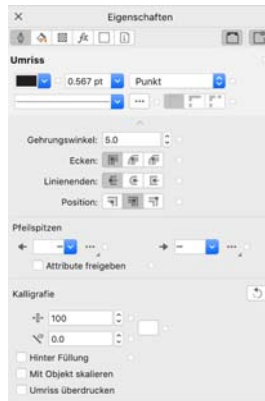 Eigenschaften
fx
Umriss
0.567 pt Punkt
Gehrungswinkel: 5.0
Ecken:
Linienenden:
Position:
Pfeilspitzen
Attribute freigeben
Kalligrafie
100
0.0
Hinter Füllung
Mit Objekt skalieren
Umriss überdrucken